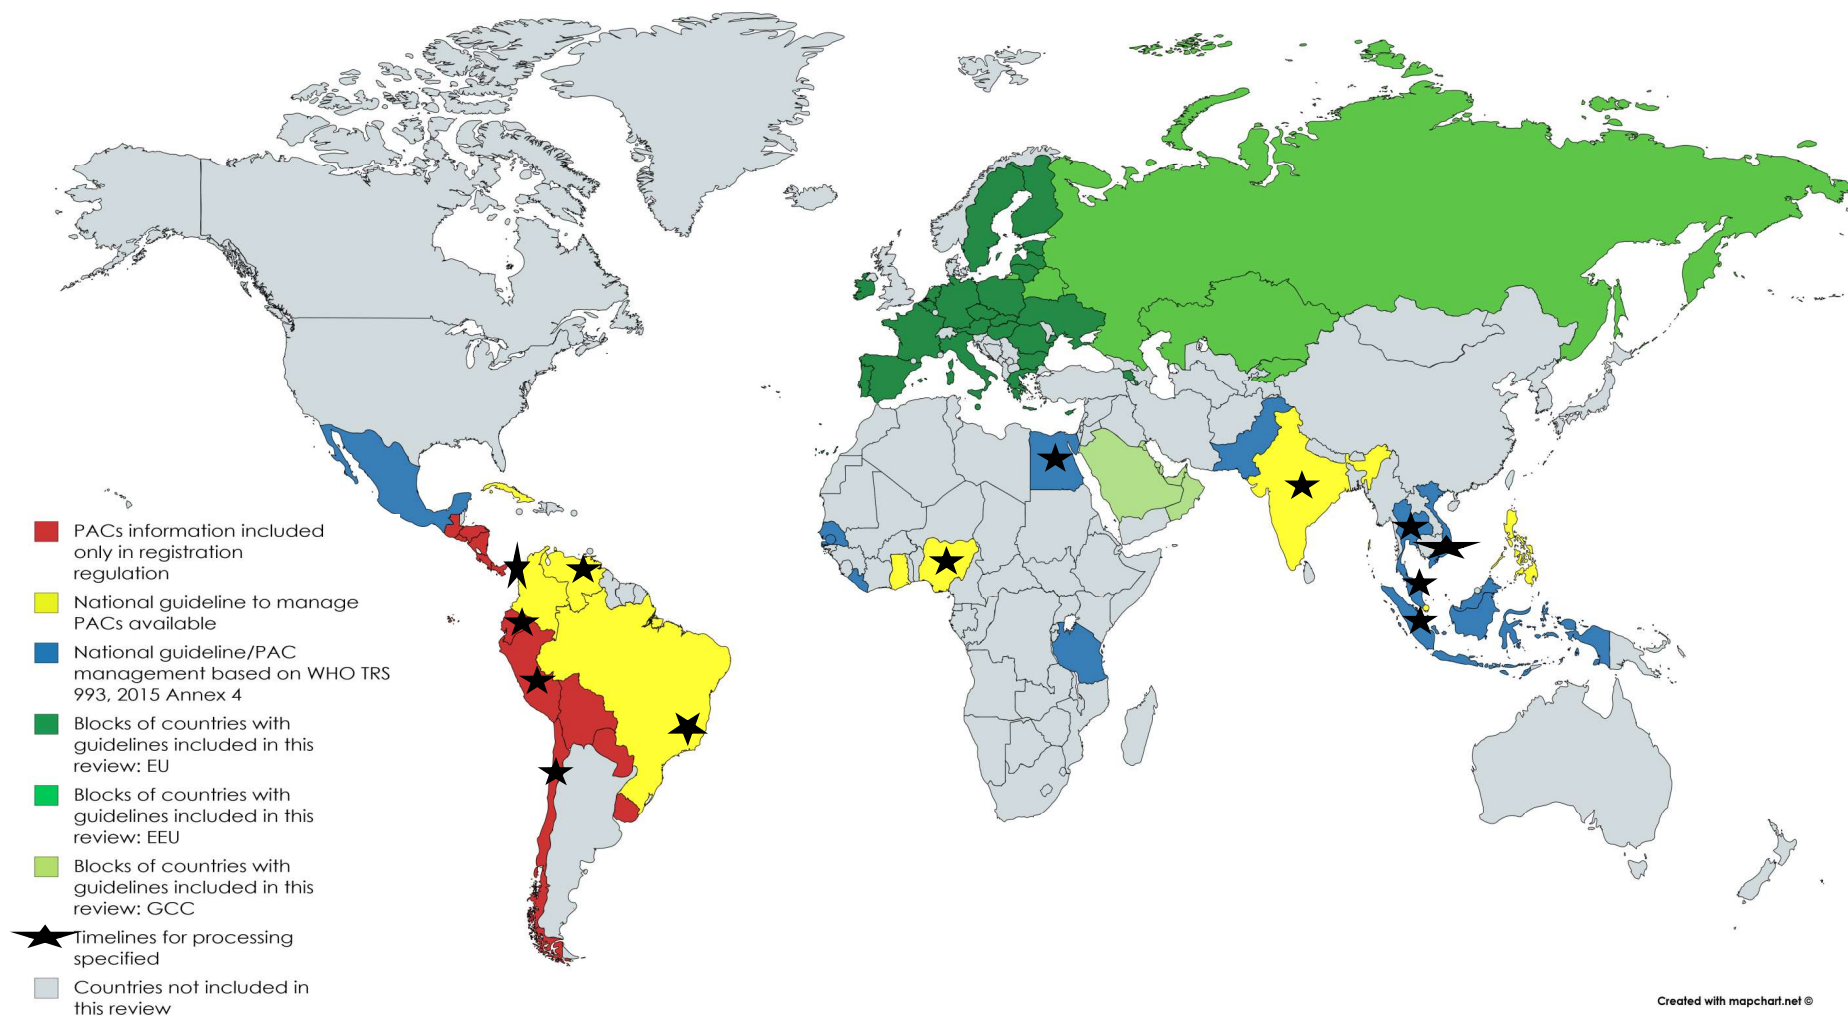 PACs information included
only in registration
regulation
National guideline to manage
PACs available
National guideline/PAC
management based on WHO TRS
993, 2015 Annex 4
Blocks of countries with
guidelines included in this
review: EU
Blocks of countries with
guidelines included in this
review: EEU
Blocks of countries with
guidelines included in this
review: GCC
Timelines for processing
specified
Countries not included in
this review
Created with mapchart.net ©